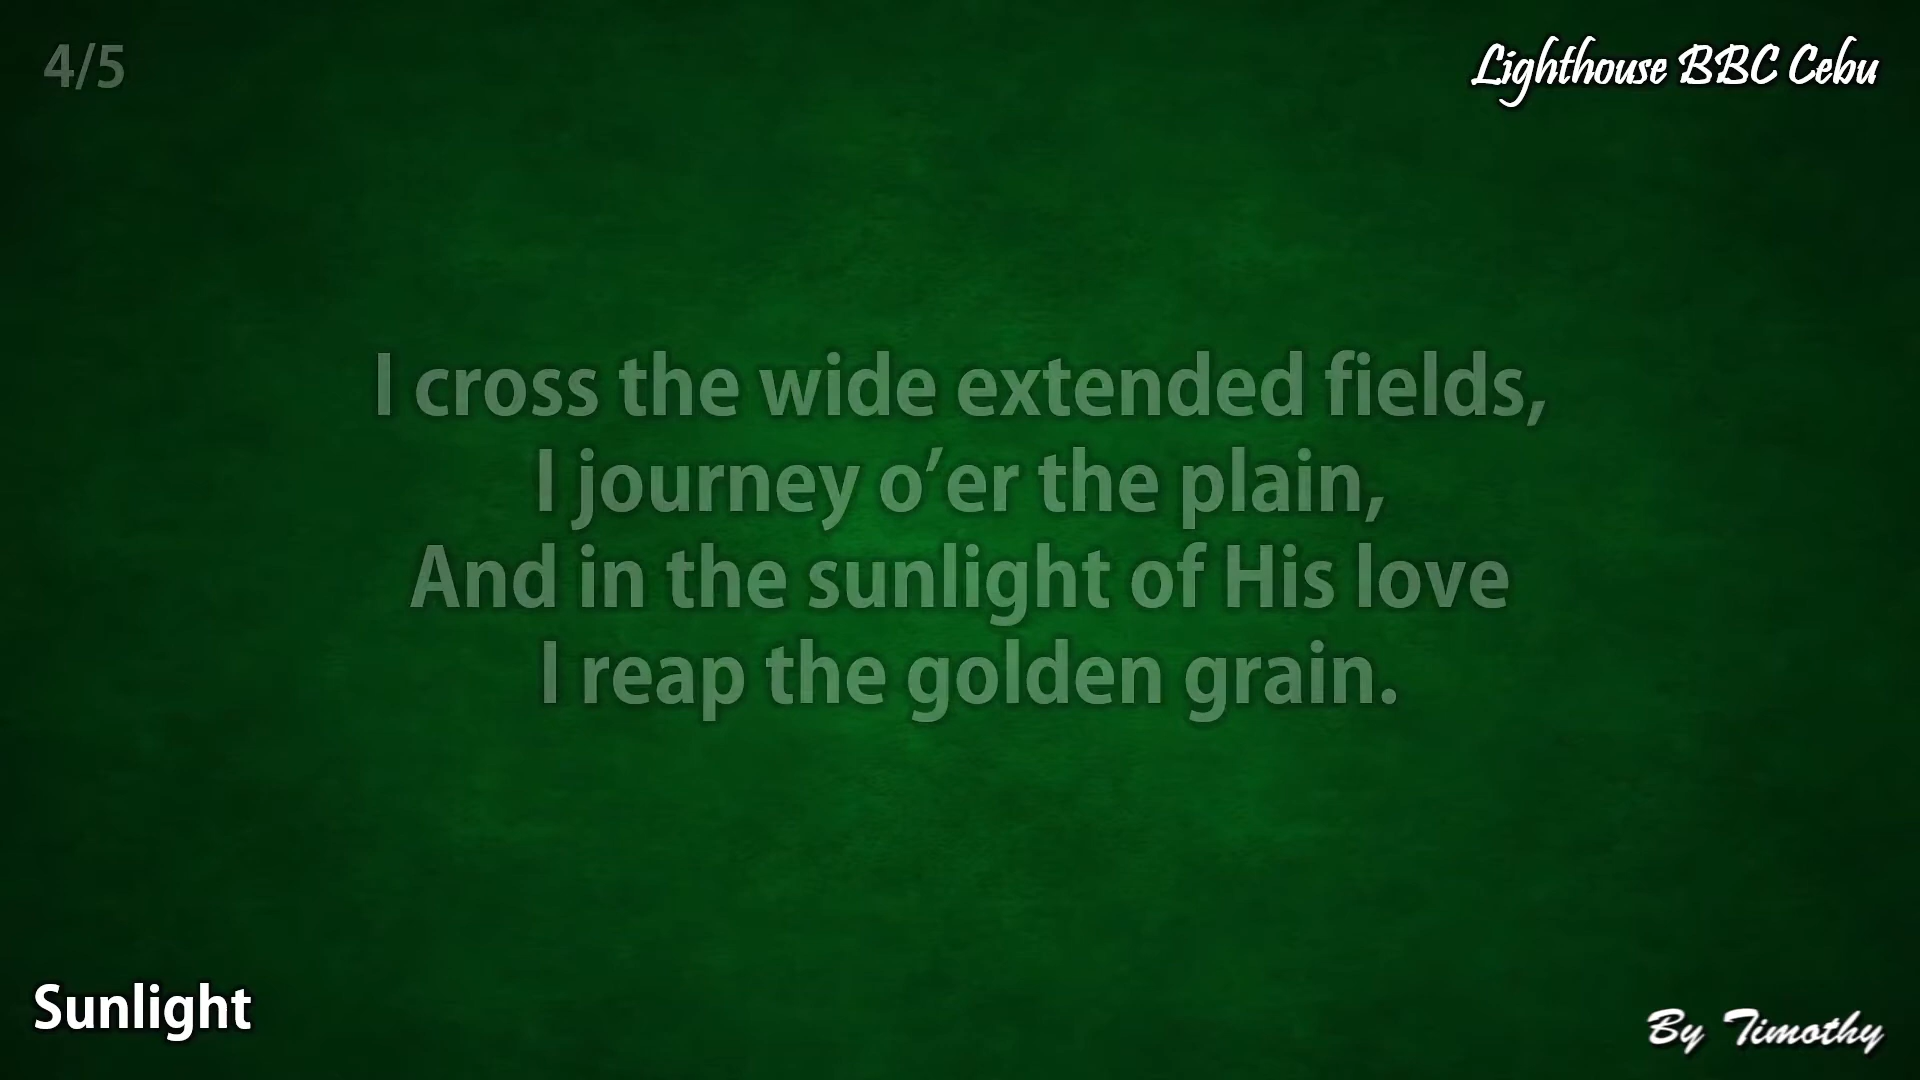 4/5
Lighthouse BBC Cebu
I cross the wide extended fields,
I journey o’er the plain,
And in the sunlight of His love
I reap the golden grain.
Sunlight
By Timothy